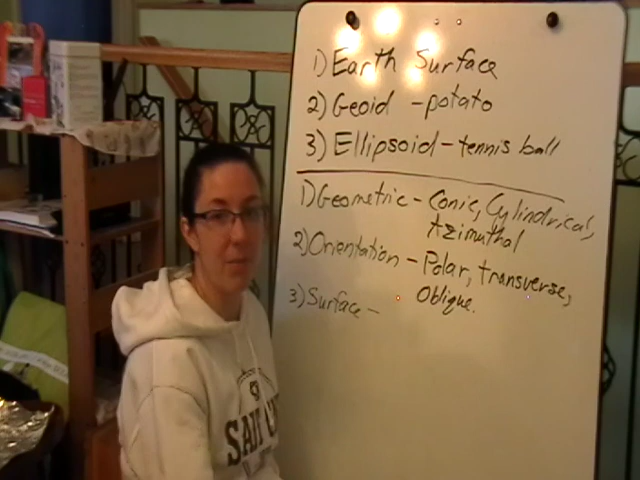 1) Earth Surface
2) Geoid - potato
3) Ellipsoid - tennis ball
1) Geometric - Conic, Cylindrical,
Azimuthal
2) Orientation - Polar, transverse,
Oblique.
3) Surface -